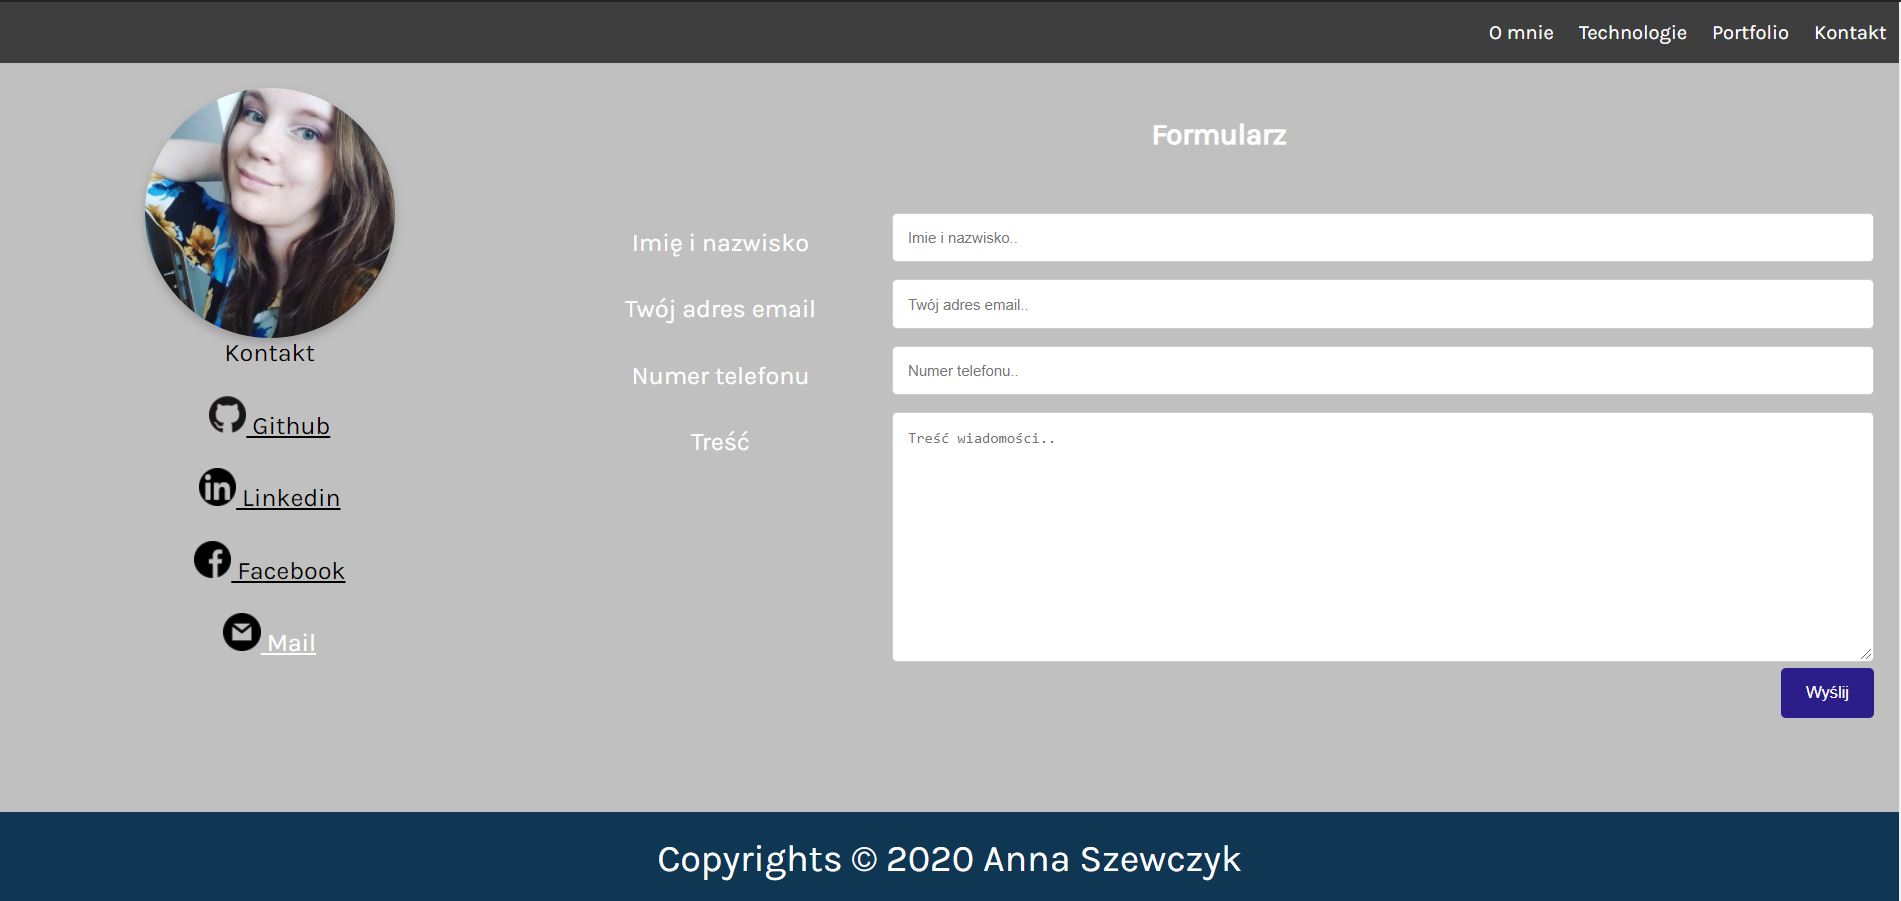 O mnie Technologie Portfolio Kontakt
Kontakt
Github
Linkedin
Facebook
Mail
Formularz
Imię i nazwisko
Imie i nazwisko..
Twój adres email
Twój adres email..
Numer telefonu
Numer telefonu..
Treść
Treść wiadomości..
Wyślij
Copyrights © 2020 Anna Szewczyk